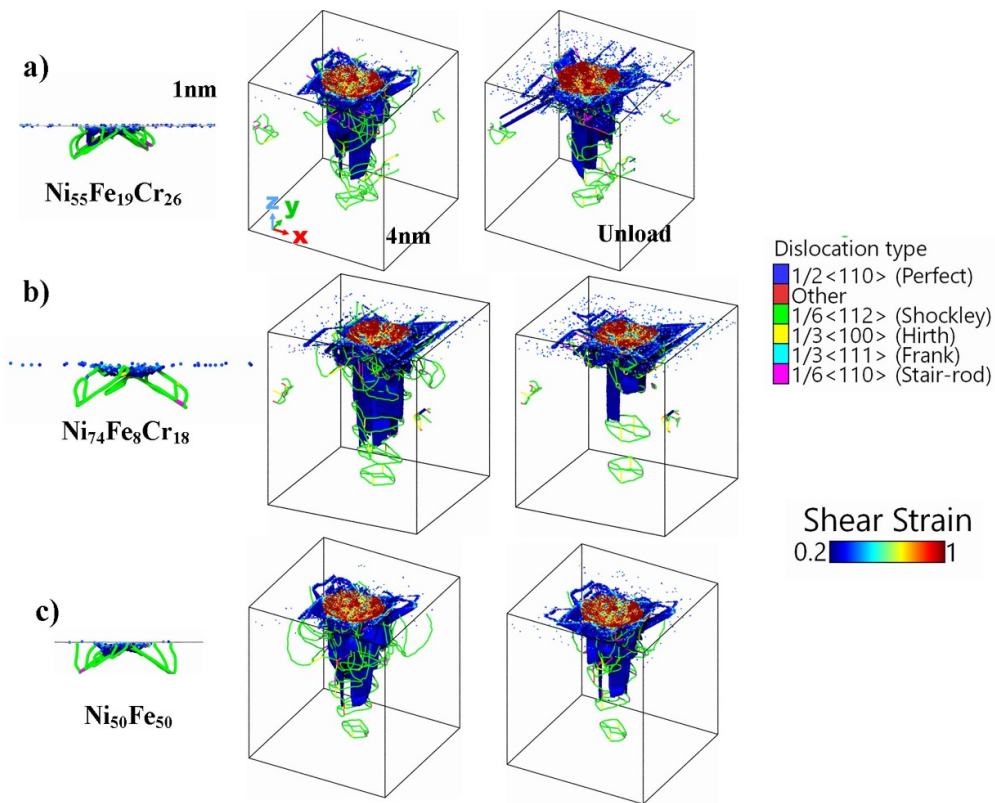 a)
1nm
Ni₅₅Fe₁₉Cr₂₆
z
y
x
4nm
Unload
b)
Ni₇₄Fe₈Cr₁₈
c)
Ni₅₀Fe₅₀
Dislocation type
1/2<110> (Perfect)
Other
1/6<112> (Shockley)
1/3<100> (Hirth)
1/3<111> (Frank)
1/6<110> (Stair-rod)
Shear Strain
0.2 1